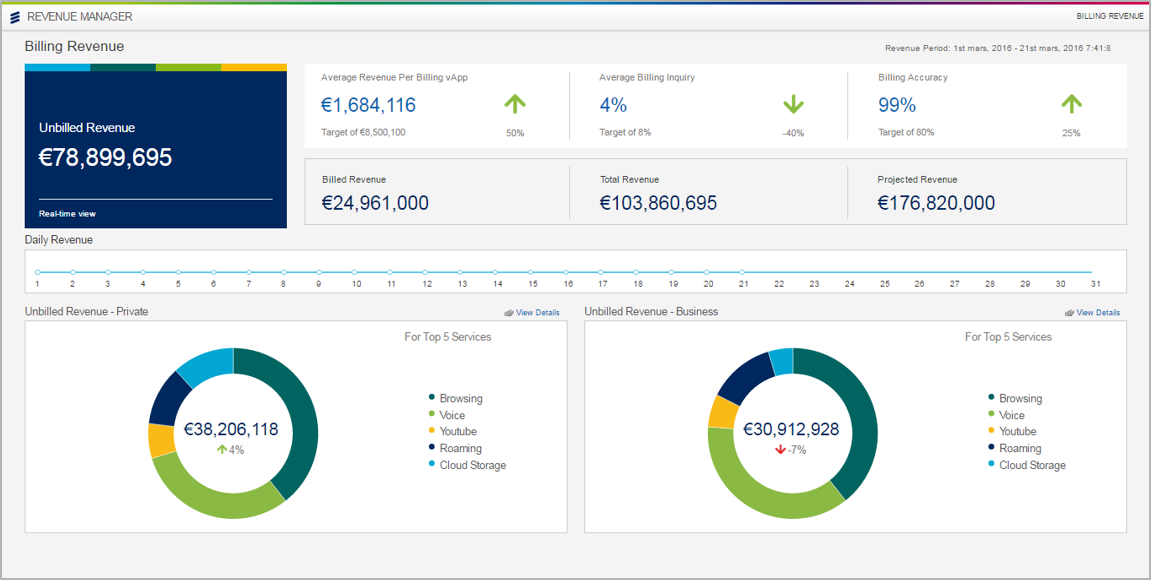 REVENUE MANAGER
BILLING REVENUE
Billing Revenue
Revenue Period: 1st mars, 2016 - 21st mars, 2016 7:41:8
Unbilled Revenue
€78,899,695
Real-time view
Average Revenue Per Billing vApp
€1,684,116
Target of €8,500,100
50%
Average Billing Inquiry
4%
Target of 8%
-40%
Billing Accuracy
99%
Target of 80%
25%
Billed Revenue
€24,961,000
Total Revenue
€103,860,695
Projected Revenue
€176,820,000
Daily Revenue
1 2 3 4 5 6 7 8 9 10 11 12 13 14 15 16 17 18 19 20 21 22 23 24 25 26 27 28 29 30 31
Unbilled Revenue - Private
View Details
For Top 5 Services
€38,206,118
4%
Browsing
Voice
Youtube
Roaming
Cloud Storage
Unbilled Revenue - Business
View Details
For Top 5 Services
€30,912,928
-7%
Browsing
Voice
Youtube
Roaming
Cloud Storage